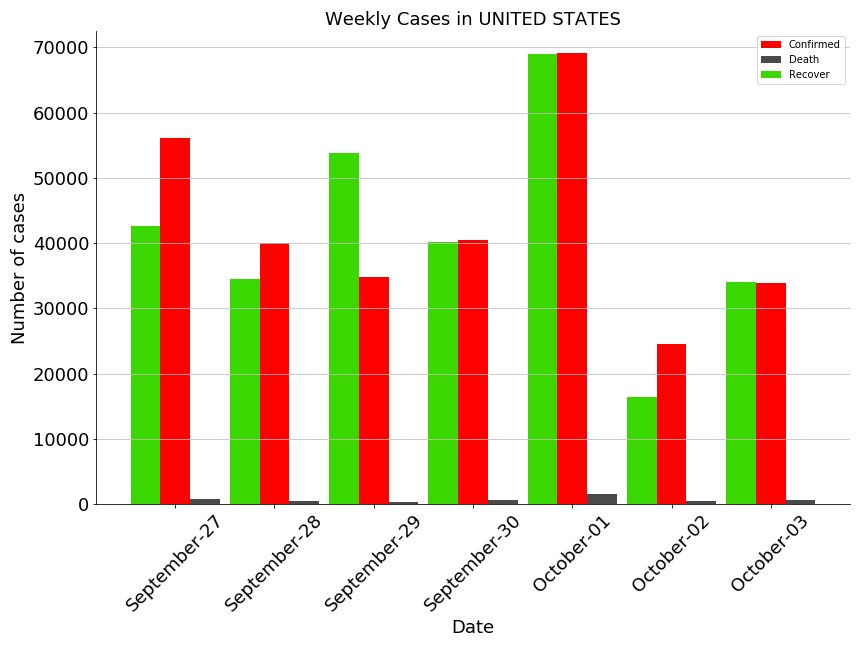 Weekly Cases in UNITED STATES
Confirmed
Death
Recover
Number of cases
70000
60000
50000
40000
30000
20000
10000
0
September-27
September-28
September-29
September-30
October-01
October-02
October-03
Date